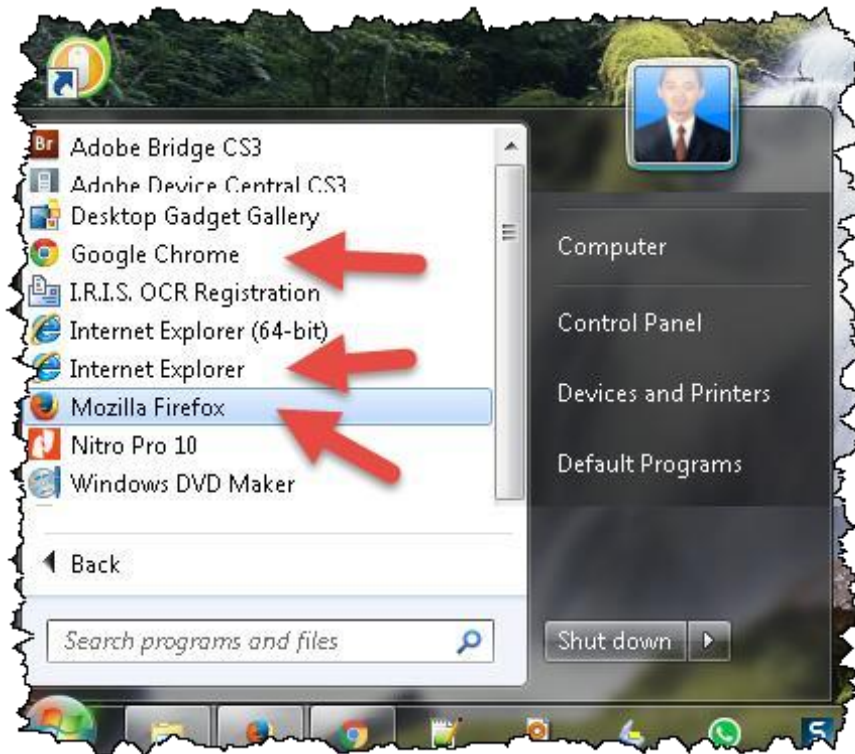 Br Adobe Bridge CS3
Adobe Device Central CS3
Desktop Gadget Gallery
Google Chrome
I.R.I.S. OCR Registration
Internet Explorer (64-bit)
Internet Explorer
Mozilla Firefox
Nitro Pro 10
Windows DVD Maker
Back
Search programs and files
Computer
Control Panel
Devices and Printers
Default Programs
Shut down
S